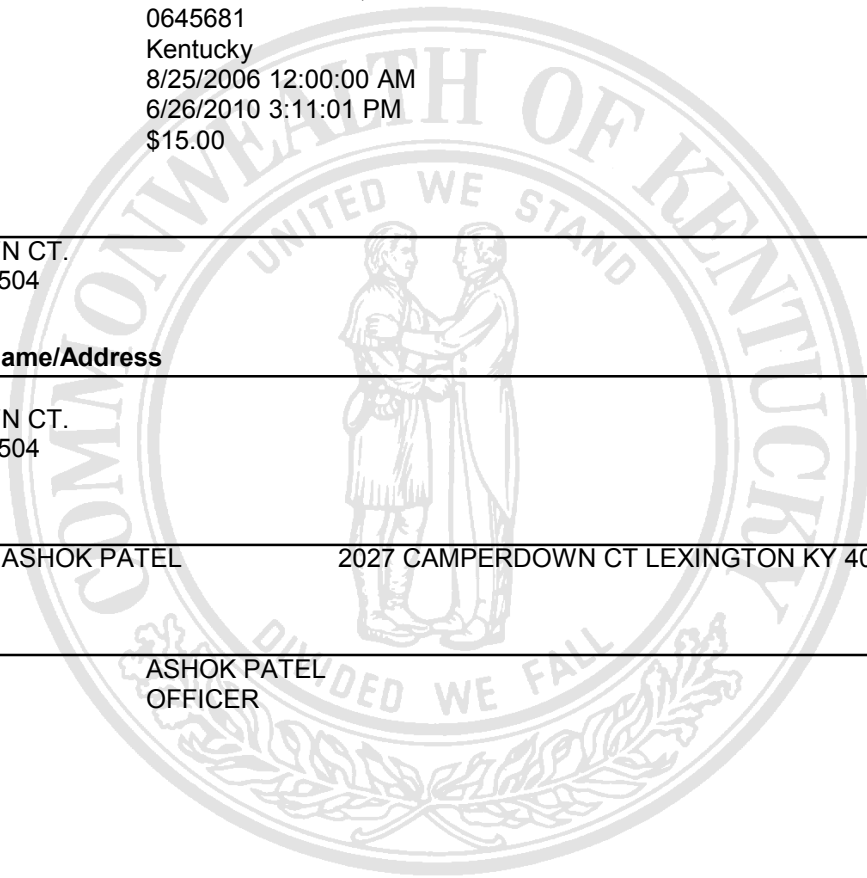 0645681
Kentucky
8/25/2006 12:00:00 AM
6/26/2010 3:11:01 PM
$15.00
COMMONWEALTH OF KENTUCKY
UNITED WE STAND
N CT.
504
ame/Address
N CT.
504
ASHOK PATEL 2027 CAMPERDOWN CT LEXINGTON KY 40
ASHOK PATEL
OFFICER
DIVIDED WE FALL